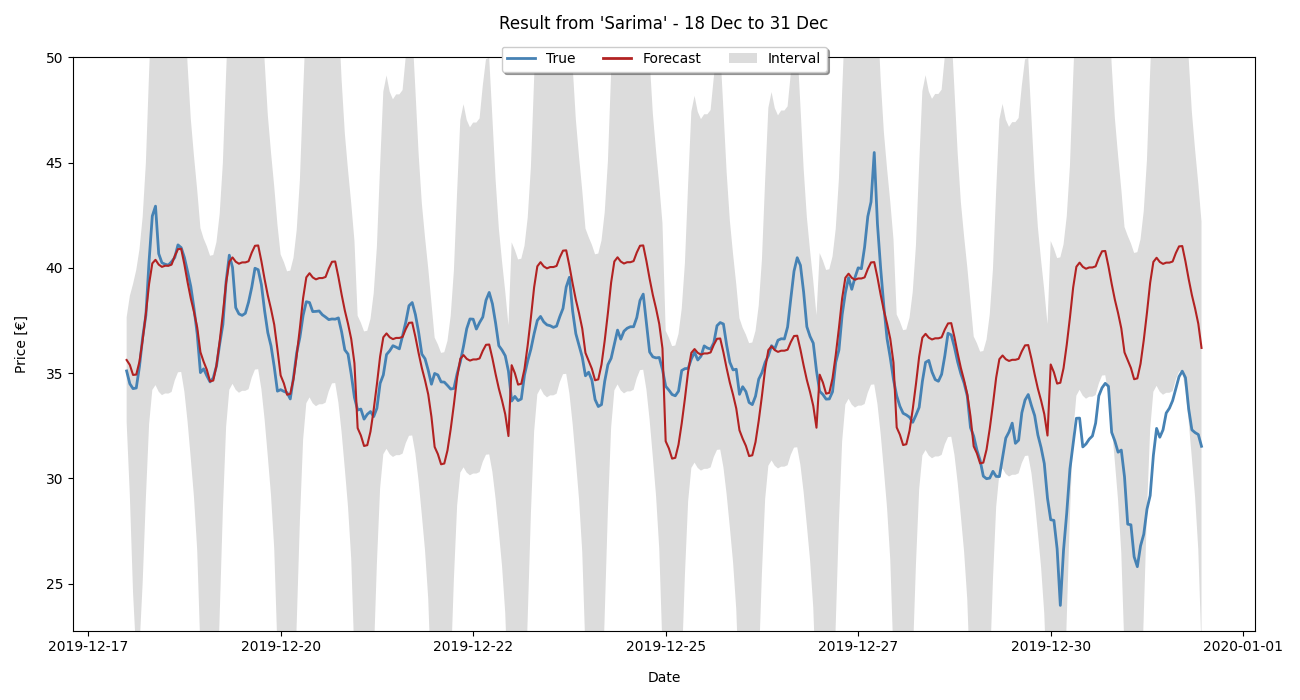 Result from 'Sarima' - 18 Dec to 31 Dec
True Forecast Interval
50
45
40
35
30
25
Price [€]
2019-12-17 2019-12-20 2019-12-22 2019-12-25 2019-12-27 2019-12-30 2020-01-01
Date